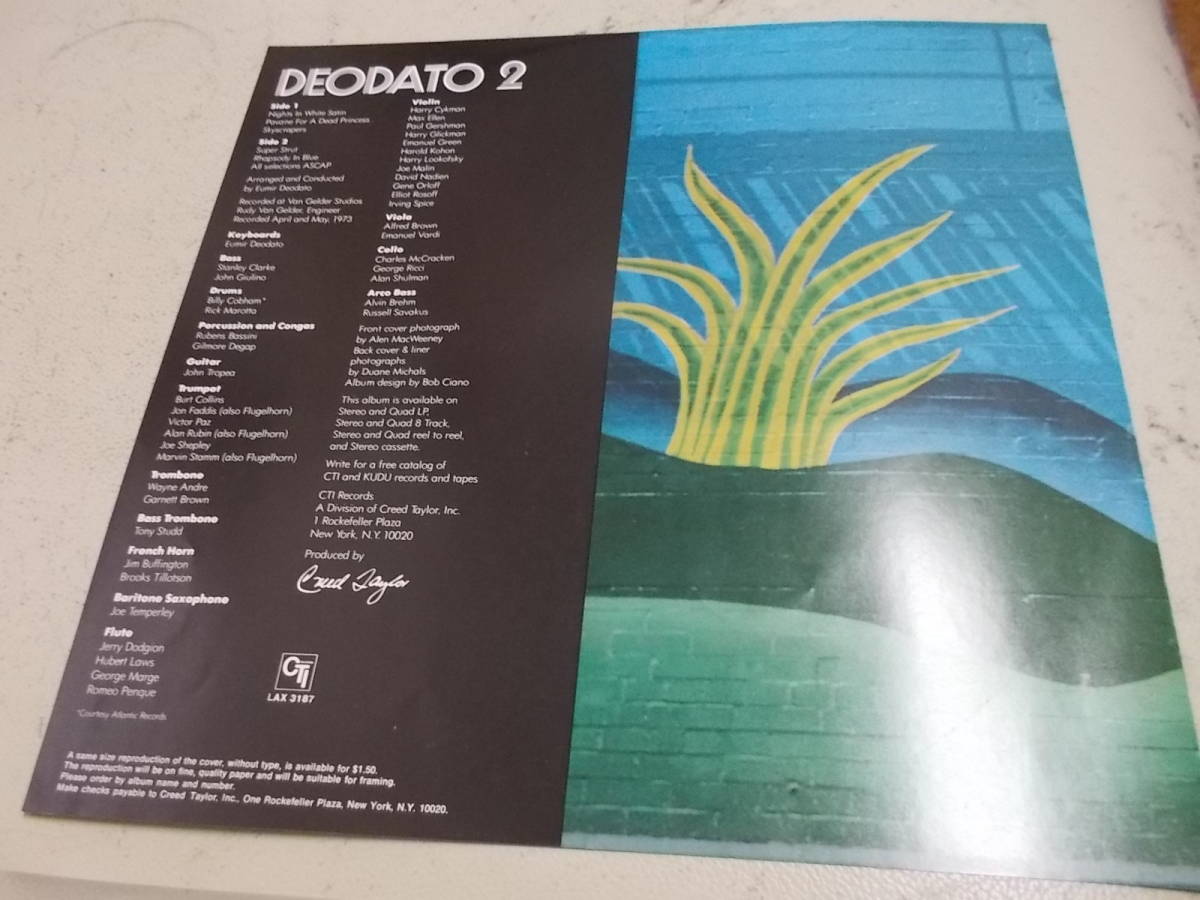 DEODATO 2
Side 1
Nights In White Satin
Pavane For A Dead Princess
Skyscrapers
Side 2
Super Strut
Rhapsody In Blue
All selections ASCAP
Arranged and Conducted
by Eumir Deodato
Recorded at Van Gelder Studios
Rudy Van Gelder, Engineer
Recorded April and May, 1973
Keyboards
Eumir Deodato
Bass
Stanley Clarke
John Giulino
Drums
Billy Cobham*
Rick Marotta
Percussion and Congas
Rubens Bassini
Gilmore Degap
Guitar
John Tropea
Trumpet
Burt Collins
Jon Faddis (also Flugelhorn)
Victor Paz
Alan Rubin (also Flugelhorn)
Joe Shepley
Marvin Stamm (also Flugelhorn)
Trombone
Wayne Andre
Garnett Brown
Bass Trombone
Tony Studd
French Horn
Jim Buffington
Brooks Tillotson
Baritone Saxophone
Joe Temperley
Flute
Jerry Dodgion
Hubert Laws
George Marge
Romeo Penque
*Courtesy Atlantic Records
Violin
Harry Cykman
Max Ellen
Paul Gershman
Harry Glickman
Emanuel Green
Harold Kohon
Harry Lookofsky
Joe Malin
David Nadien
Gene Orloff
Elliot Rosoff
Irving Spice
Viola
Alfred Brown
Emanuel Vardi
Cello
Charles McCracken
George Ricci
Alan Shulman
Arco Bass
Alvin Brehm
Russell Savakus
Front cover photograph
by Alen MacWeeney
Back cover & liner
photographs
by Duane Michals
Album design by Bob Ciano
This album is available on
Stereo and Quad LP,
Stereo and Quad 8 Track,
Stereo and Quad reel to reel,
and Stereo cassette.
Write for a free catalog of
CTI and KUDU records and tapes
CTI Records
A Division of Creed Taylor, Inc.
1 Rockefeller Plaza
New York, N.Y. 10020
Produced by
Creed Taylor
CTI
LAX 3187
A same size reproduction of the cover, without type, is available for $1.50.
The reproduction will be on fine, quality paper and will be suitable for framing.
Please order by album name and number.
Make checks payable to Creed Taylor, Inc., One Rockefeller Plaza, New York, N.Y. 10020.